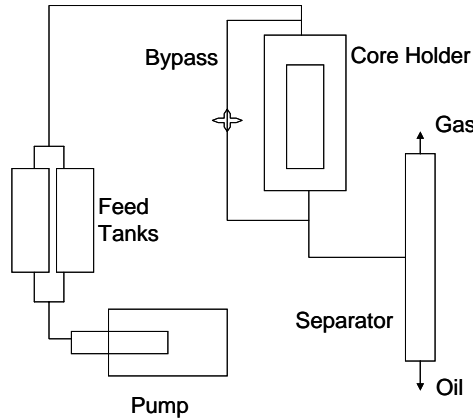 Bypass
Core Holder
Gas
Feed
Tanks
Separator
Oil
Pump